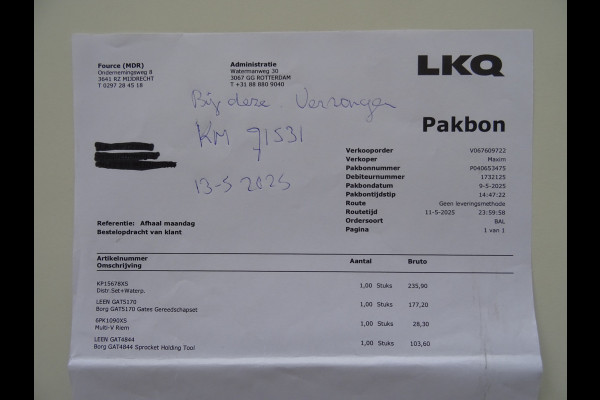 Fource (MDR)
Ondernemingsweg 8
3641 RZ MIJDRECHT
T 0297 28 45 18
Administratie
Watermanweg 30
3067 GG ROTTERDAM
T +31 88 880 9040
LKQ
Bij deze. Verzongen
KM 91531
13-5 2025
Pakbon
Verkooporder V067609722
Verkoper Maxim
Pakbonnummer P040653475
Debiteurnummer 1732125
Pakbondatum 9-5-2025
Pakbontijdstip 14:47:22
Route Geen leveringsmethode
Routetijd 11-5-2025 23:59:58
Ordersoort BAL
Pagina 1 van 1
Referentie: Afhaal maandag
Bestelopdracht van klant
Artikelnummer
Omschrijving Aantal Bruto
KP15678XS
Distr.Set+Waterp. 1,00 Stuks 235,90
LEEN GAT5170
Borg GAT5170 Gates Gereedschapset 1,00 Stuks 177,20
6PK1090XS
Multi-V Riem 1,00 Stuks 28,30
LEEN GAT4844
Borg GAT4844 Sprocket Holding Tool 1,00 Stuks 103,60